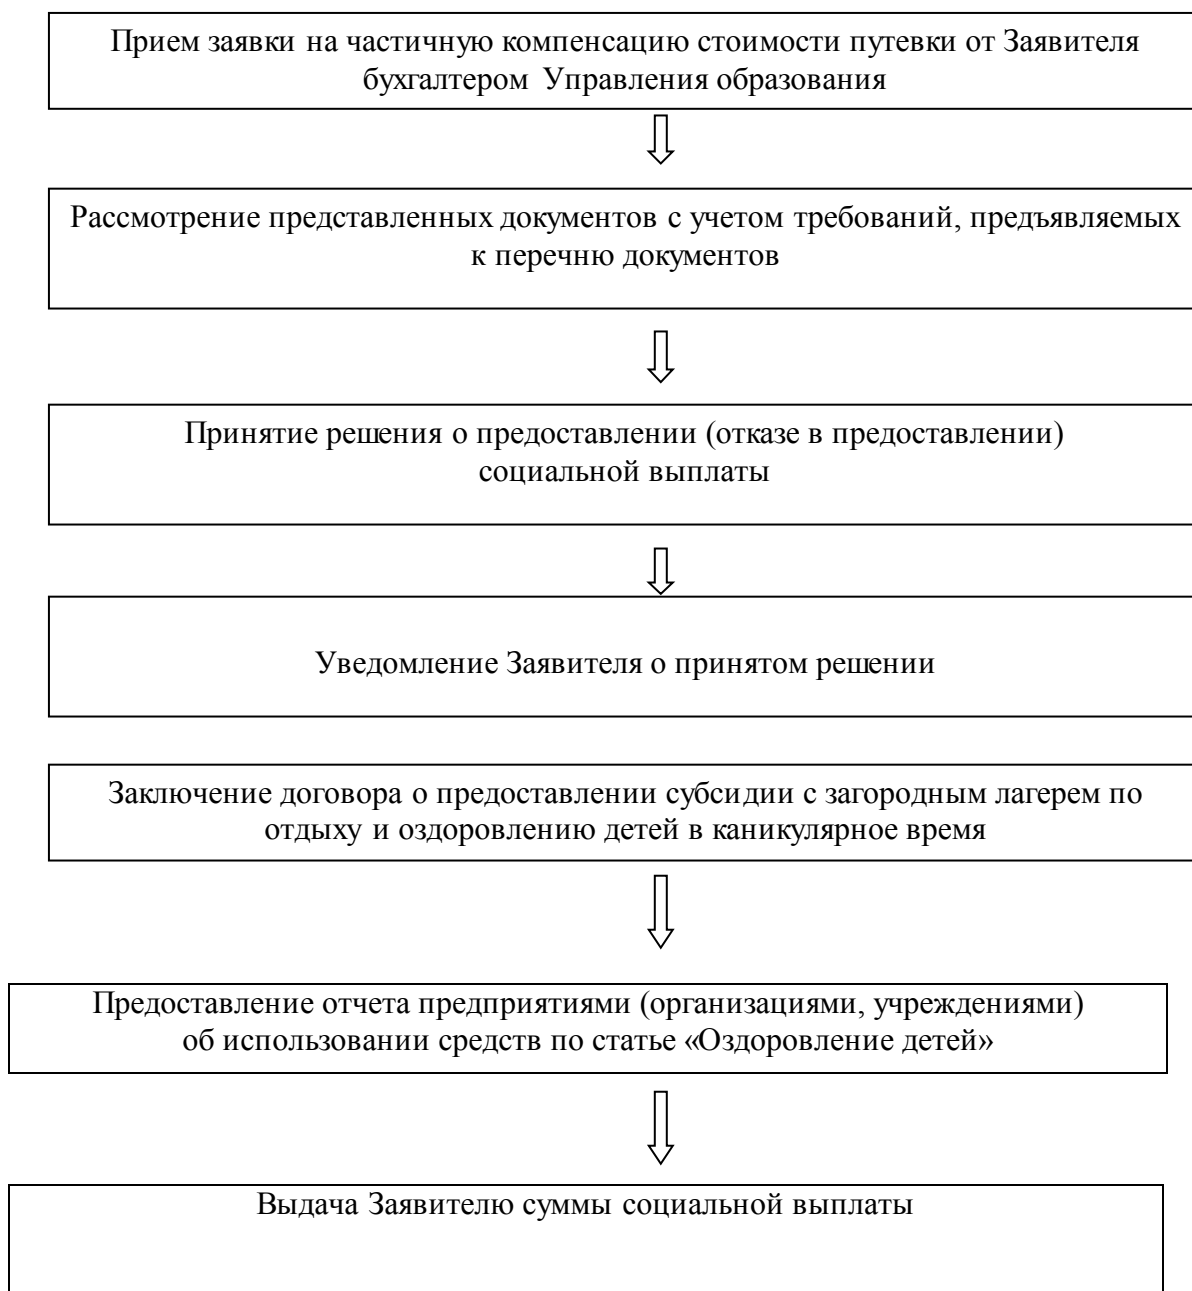 Прием заявки на частичную компенсацию стоимости путевки от Заявителя
бухгалтером Управления образования
Рассмотрение представленных документов с учетом требований, предъявляемых
к перечню документов
Принятие решения о предоставлении (отказе в предоставлении)
социальной выплаты
Уведомление Заявителя о принятом решении
Заключение договора о предоставлении субсидии с загородным лагерем по
отдыху и оздоровлению детей в каникулярное время
Предоставление отчета предприятиями (организациями, учреждениями)
об использовании средств по статье «Оздоровление детей»
Выдача Заявителю суммы социальной выплаты